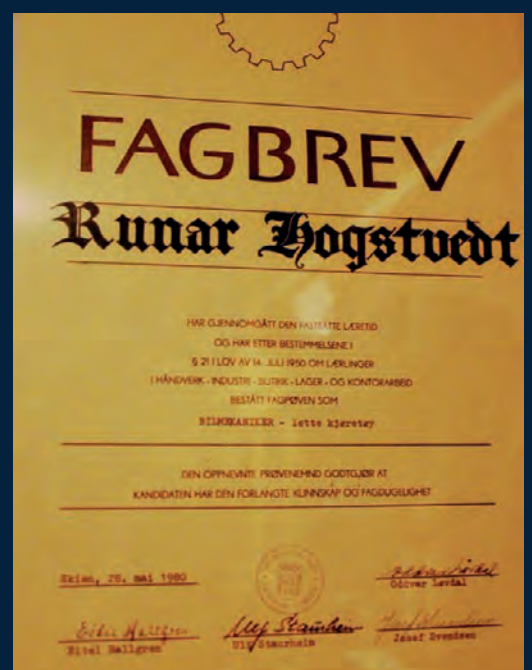 FAGBREV
Runar Hogstvedt
HAR GJENNOMGÅTT DEN FASTSATTE LÆRETID
OG HAR ETTER BESTEMMELSENE I
§ 21 I LOV AV 14. JULI 1950 OM LÆRLINGER
I HÅNDVERK - INDUSTRI - BUTIKK - LAGER - OG KONTORARBEID
BESTÅTT FAGPRØVEN SOM
BILMEKANIKER - lette kjøretøy
DEN OPPNEVNTE PRØVENEMND GODTGJØR AT
KANDIDATEN HAR DEN FORLANGTE KUNNSKAP OG FAGDUGELIGHET
Skien, 28. mai 1980
Oddvar Løvdal
Eitel Hallgren
Ulf Staurheim
Josef Svendsen